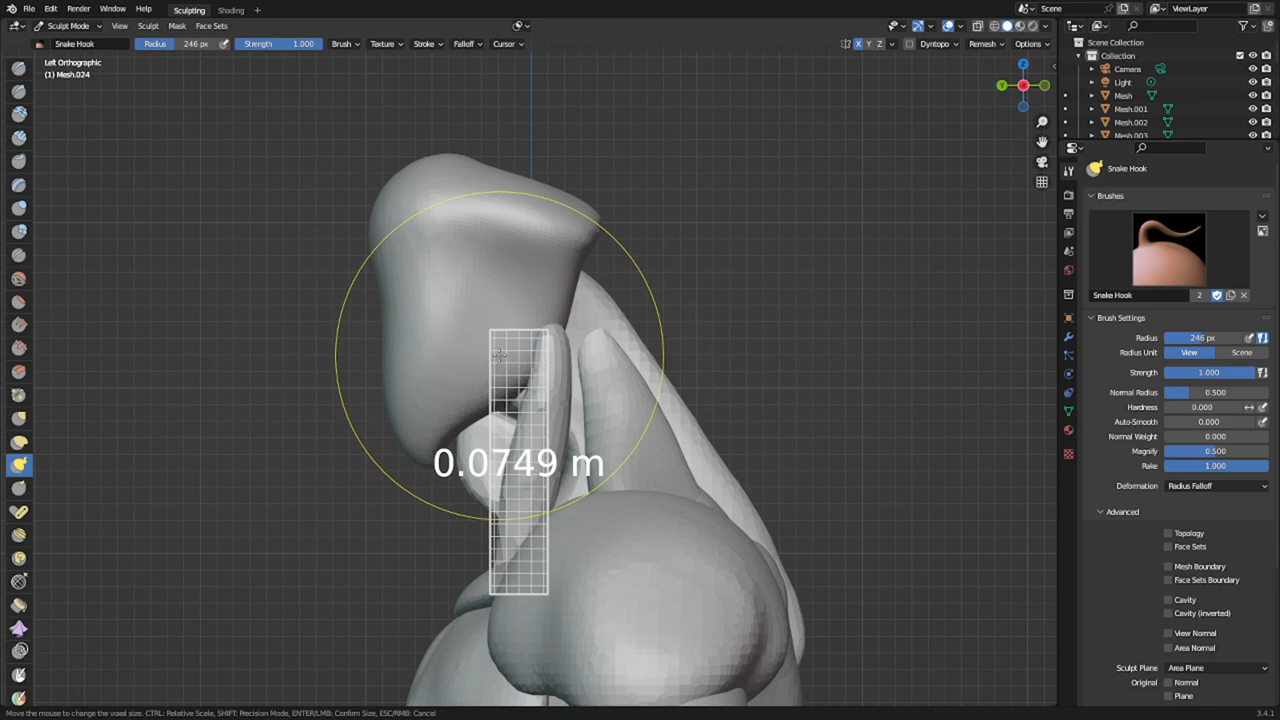 File Edit Render Window Help Sculpting Shading + Scene ViewLayer
Sculpt Mode View Sculpt Mask Face Sets
Snake Hook Radius 246 px Strength 1.000 Brush Texture Stroke Falloff Cursor X Y Z Dyntopo Remesh Options
Left Orthographic
(1) Mesh.024
Z
Y
X
0.0749 m
Scene Collection
Collection
Camera
Light
Mesh
Mesh.001
Mesh.002
Mesh.003
Snake Hook
Brushes
Snake Hook 2
Brush Settings
Radius 246 px
Radius Unit View Scene
Strength 1.000
Normal Radius 0.500
Hardness 0.000
Auto-Smooth 0.000
Normal Weight 0.000
Magnify 0.500
Rake 1.000
Deformation Radius Falloff
Advanced
Topology
Face Sets
Mesh Boundary
Face Sets Boundary
Cavity
Cavity (inverted)
View Normal
Area Normal
Sculpt Plane Area Plane
Original Normal
Plane
Move the mouse to change the voxel size. CTRL: Relative Scale, SHIFT: Precision Mode, ENTER/LMB: Confirm Size, ESC/RMB: Cancel
3.4.1